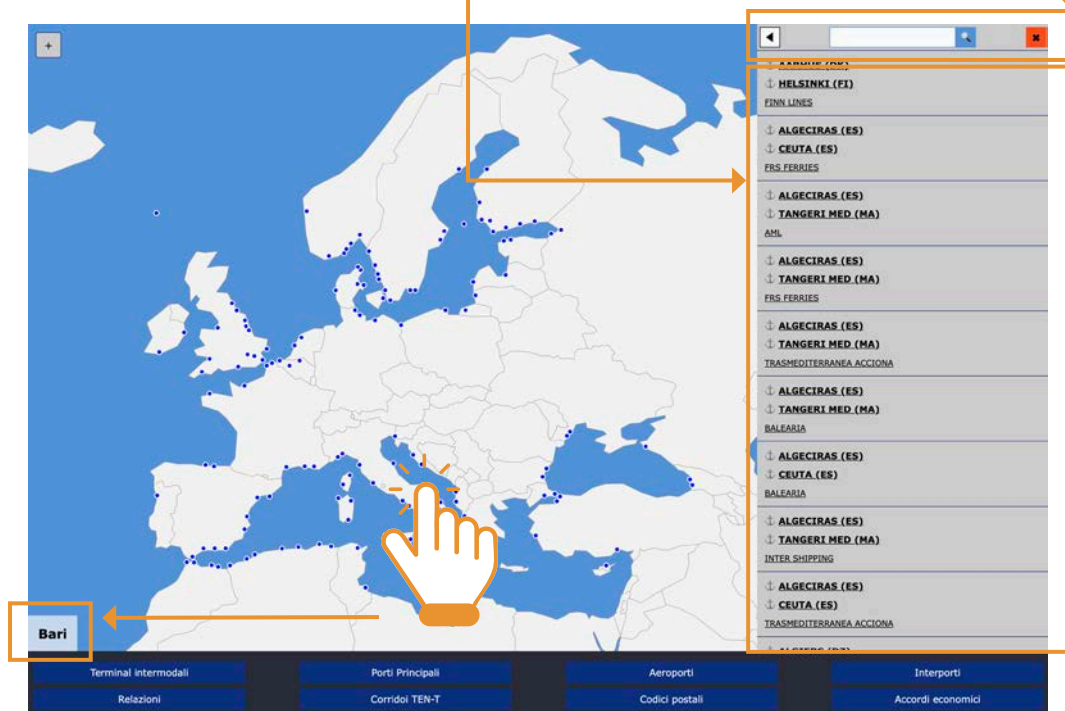 +
HELSINKI (FI)
FINN LINES
ALGECIRAS (ES)
CEUTA (ES)
FRS FERRIES
ALGECIRAS (ES)
TANGERI MED (MA)
AML
ALGECIRAS (ES)
TANGERI MED (MA)
FRS FERRIES
ALGECIRAS (ES)
TANGERI MED (MA)
TRASMEDITERRANEA ACCIONA
ALGECIRAS (ES)
TANGERI MED (MA)
BALEARIA
ALGECIRAS (ES)
CEUTA (ES)
BALEARIA
ALGECIRAS (ES)
TANGERI MED (MA)
INTER SHIPPING
ALGECIRAS (ES)
CEUTA (ES)
TRASMEDITERRANEA ACCIONA
Bari
Terminal intermodali Porti Principali Aeroporti Interporti
Relazioni Corridoi TEN-T Codici postali Accordi economici